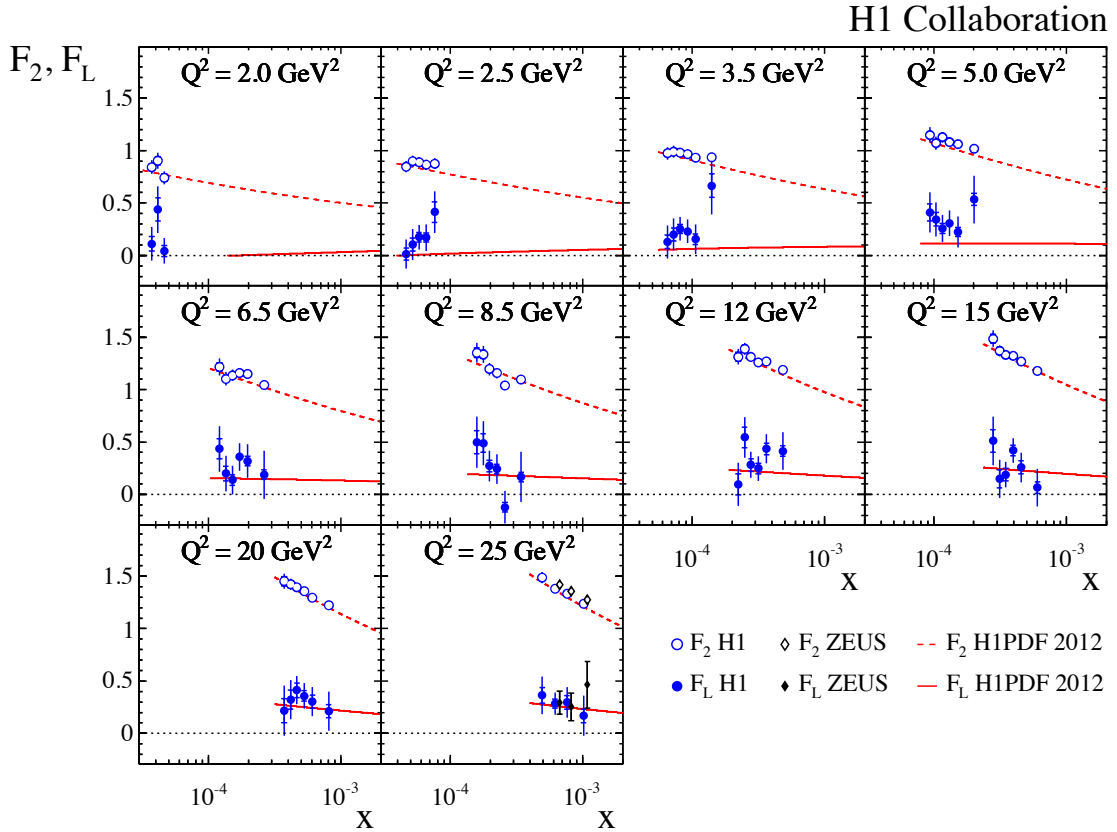 H1 Collaboration
F₂, F_L
Q² = 2.0 GeV² Q² = 2.5 GeV² Q² = 3.5 GeV² Q² = 5.0 GeV²
1.5
1
0.5
0
Q² = 6.5 GeV² Q² = 8.5 GeV² Q² = 12 GeV² Q² = 15 GeV²
1.5
1
0.5
0
Q² = 20 GeV² Q² = 25 GeV²
10⁻⁴ 10⁻³ 10⁻⁴ 10⁻³
x x
1.5
1
0.5
0
F₂ H1 F₂ ZEUS F₂ H1PDF 2012
F_L H1 F_L ZEUS F_L H1PDF 2012
10⁻⁴ 10⁻³ 10⁻⁴ 10⁻³
x x